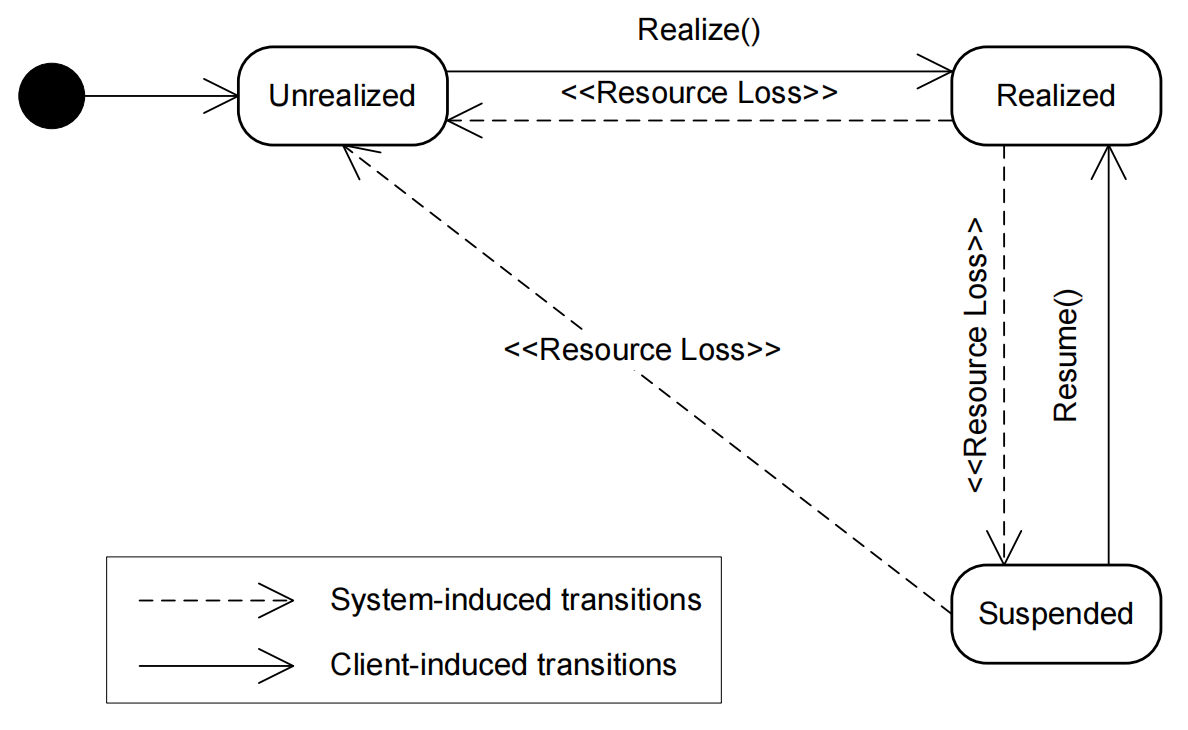 Realize()
Unrealized
<<Resource Loss>>
Realized
<<Resource Loss>>
Resume()
<<Resource Loss>>
System-induced transitions
Client-induced transitions
Suspended